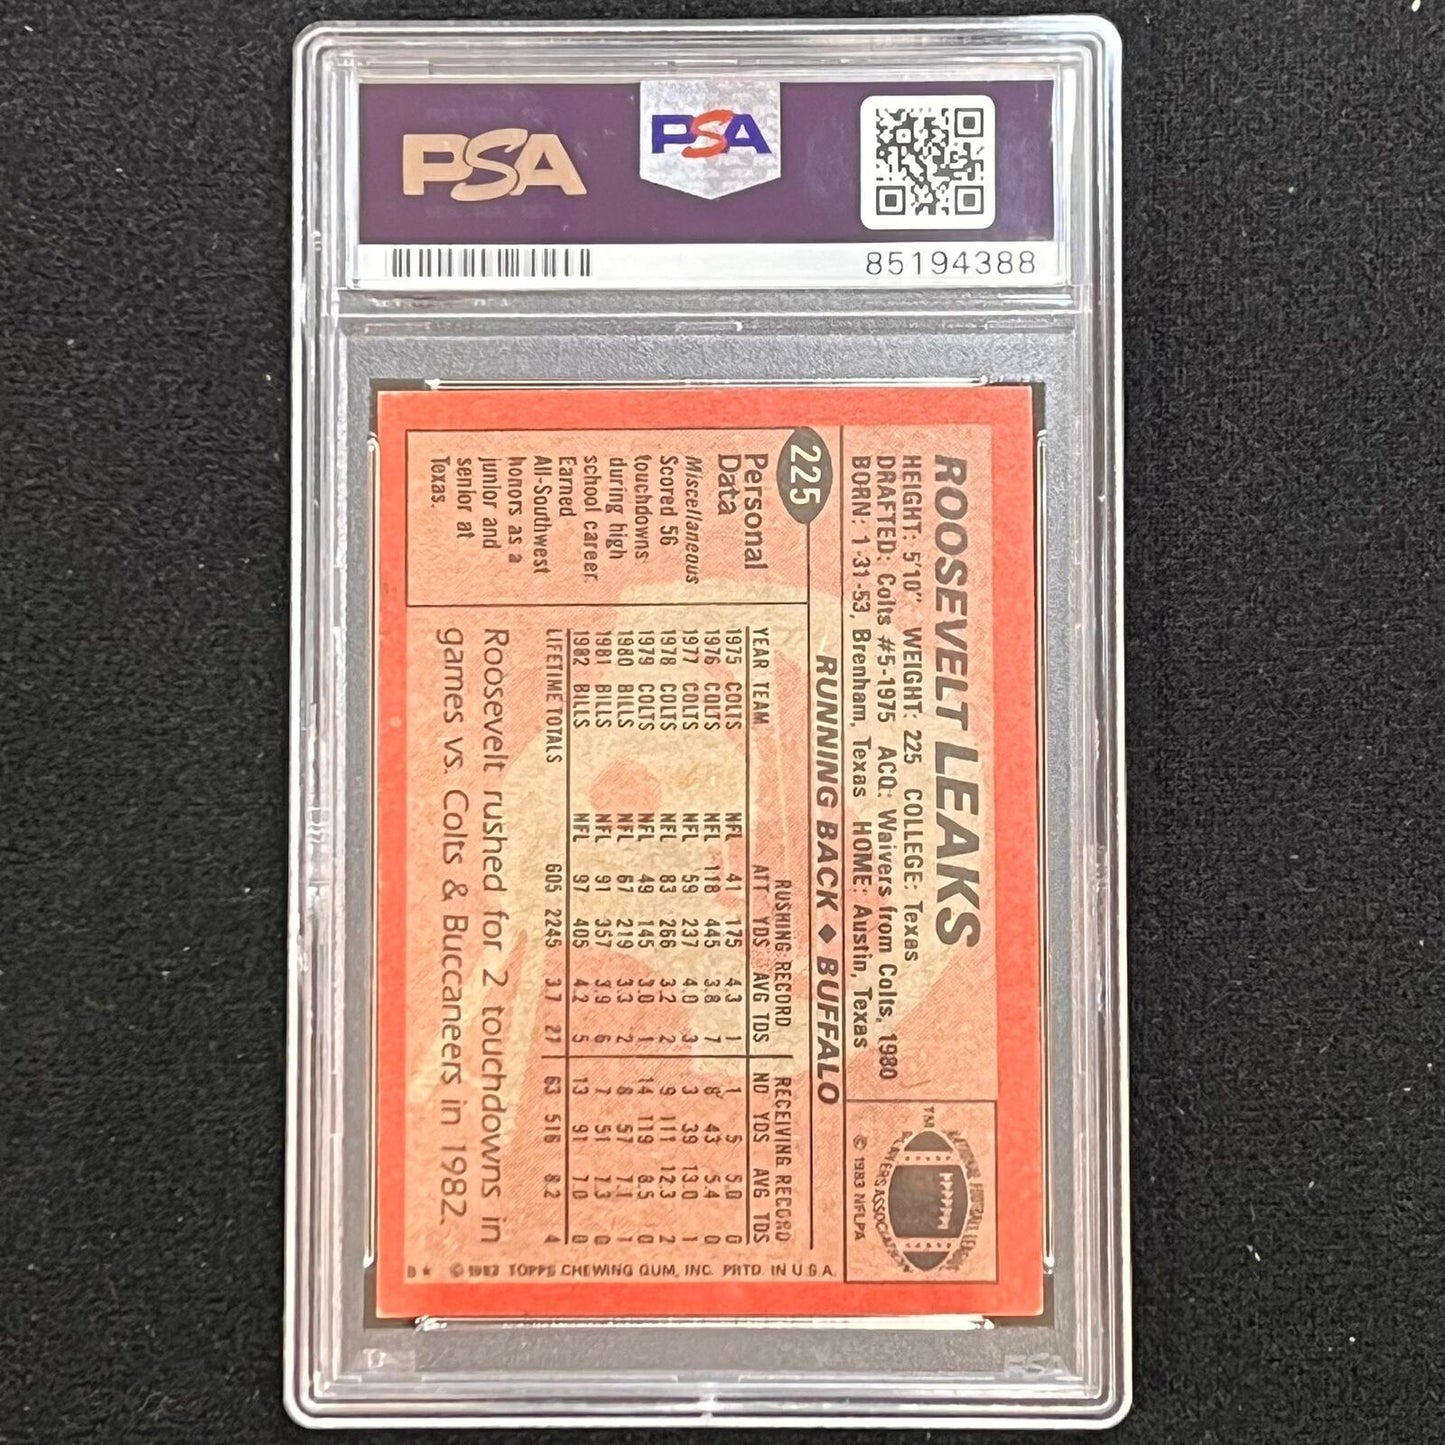 PSA
PSA
85194388
ROOSEVELT LEAKS
HEIGHT: 5'10" WEIGHT: 225 COLLEGE: Texas
DRAFTED: Colts #5-1975 ACQ: Waivers from Colts, 1980
BORN: 1-31-53, Brenham, Texas HOME: Austin, Texas
TM
NATIONAL FOOTBALL LEAGUE
PLAYERS ASSOCIATION
© 1983 NFLPA
225
RUNNING BACK ♦ BUFFALO
Personal
Data
Miscellaneous
Scored 56
touchdowns
during high
school career.
Earned
All-Southwest
honors as a
junior and
senior at
Texas.
RUSHING RECORD RECEIVING RECORD
YEAR TEAM ATT YDS AVG TDS NO YDS AVG TDS
1975 COLTS NFL 41 175 4.3 1 1 5 5.0 0
1976 COLTS NFL 118 445 3.8 7 8 43 5.4 0
1977 COLTS NFL 59 237 4.0 3 3 39 13.0 1
1978 COLTS NFL 83 266 3.2 2 9 111 12.3 2
1979 COLTS NFL 49 145 3.0 1 14 119 8.5 0
1980 BILLS NFL 67 219 3.3 2 8 57 7.1 1
1981 BILLS NFL 91 357 3.9 6 7 51 7.3 0
1982 BILLS NFL 97 405 4.2 5 13 91 7.0 0
LIFETIME TOTALS 605 2245 3.7 27 63 516 8.2 4
Roosevelt rushed for 2 touchdowns in
games vs. Colts & Buccaneers in 1982.
B* © 1983 TOPPS CHEWING GUM, INC. PRTD. IN U.S.A.
PSA